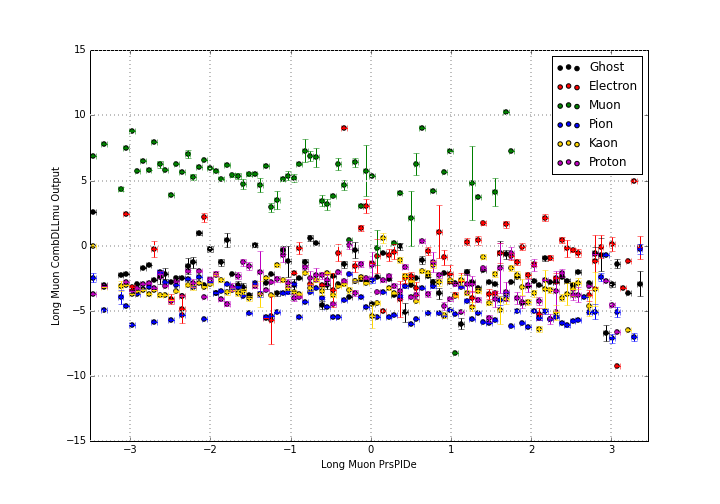 15
10
5
0
−5
−10
−15
−3
−2
−1
0
1
2
3
Long Muon CombDLLmu Output
Long Muon PrsPIDe
Ghost
Electron
Muon
Pion
Kaon
Proton